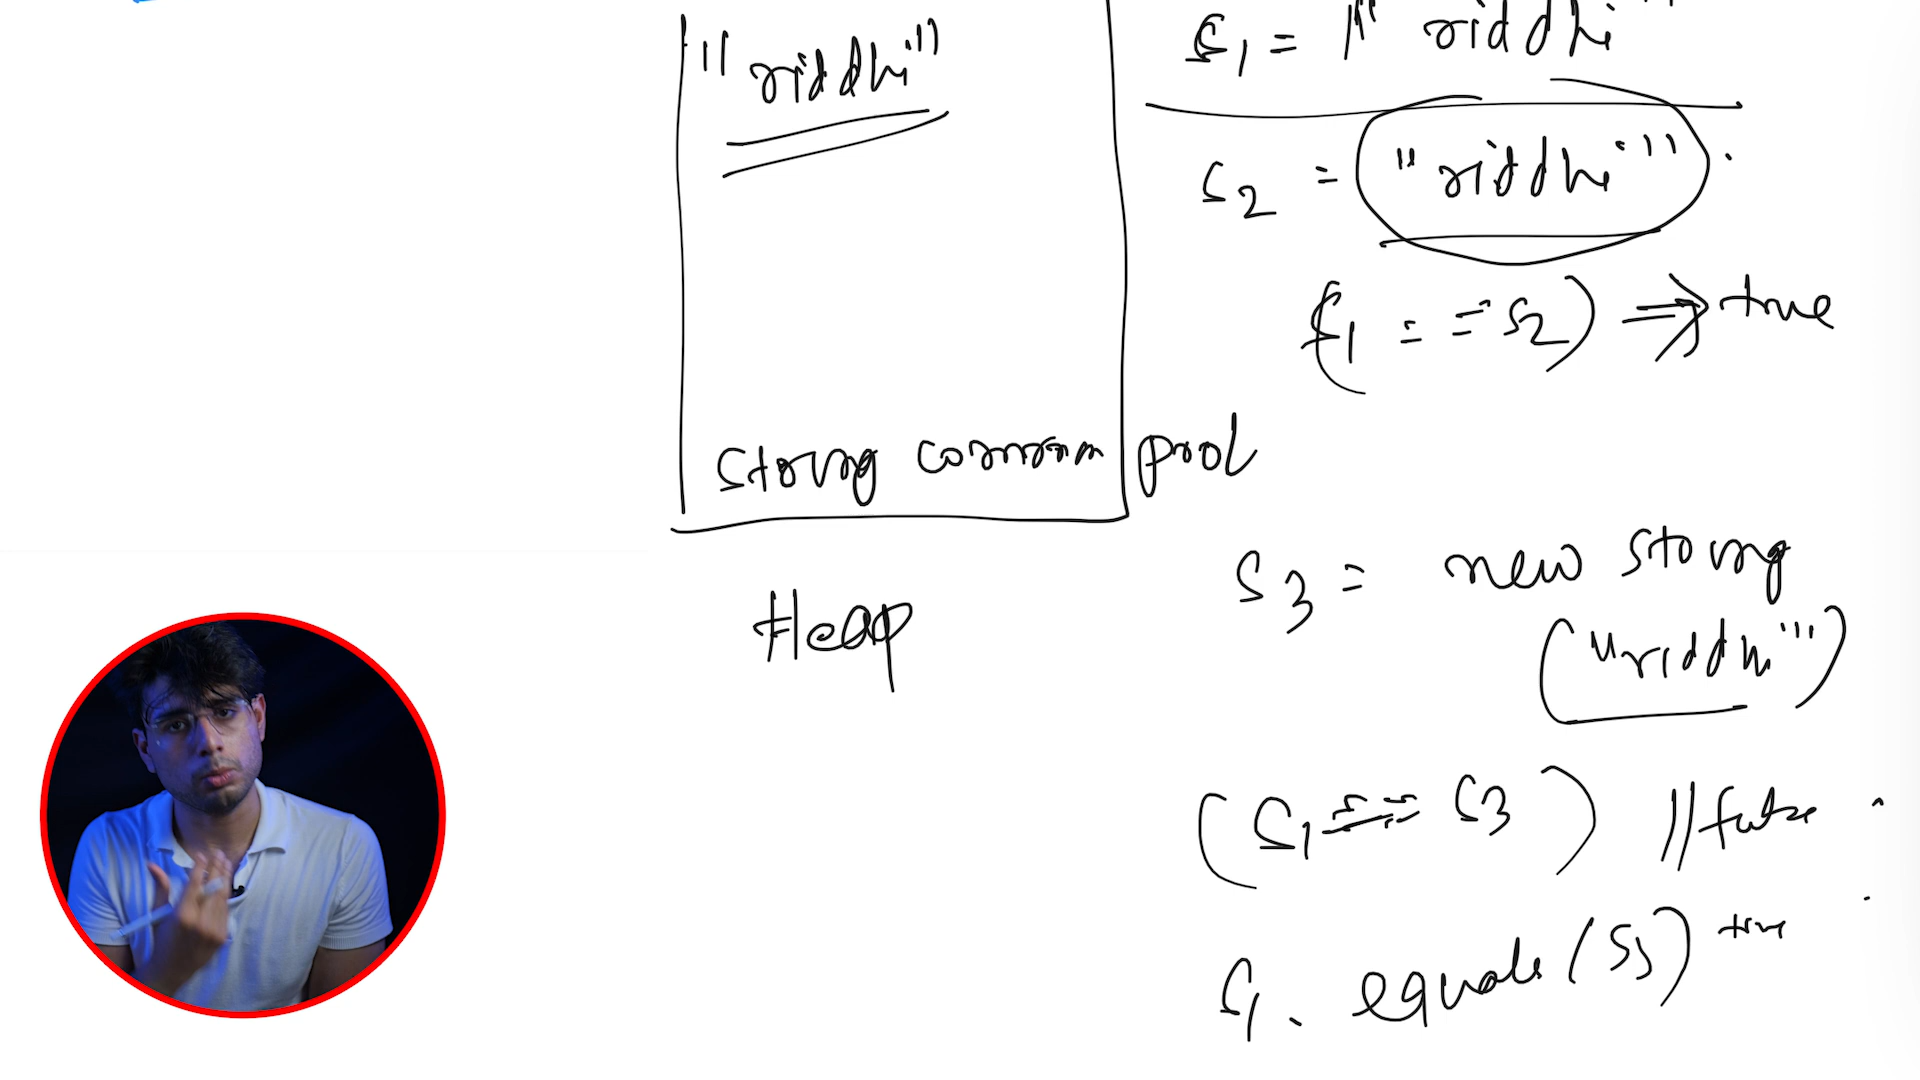 "riddhi"
string common pool
Heap
s1 = "riddhi"
s2 = "riddhi"
(s1 == s2) ⇒ true
s3 = new string
("riddhi")
(s1 == s3) // false
s1. equals (s3) true